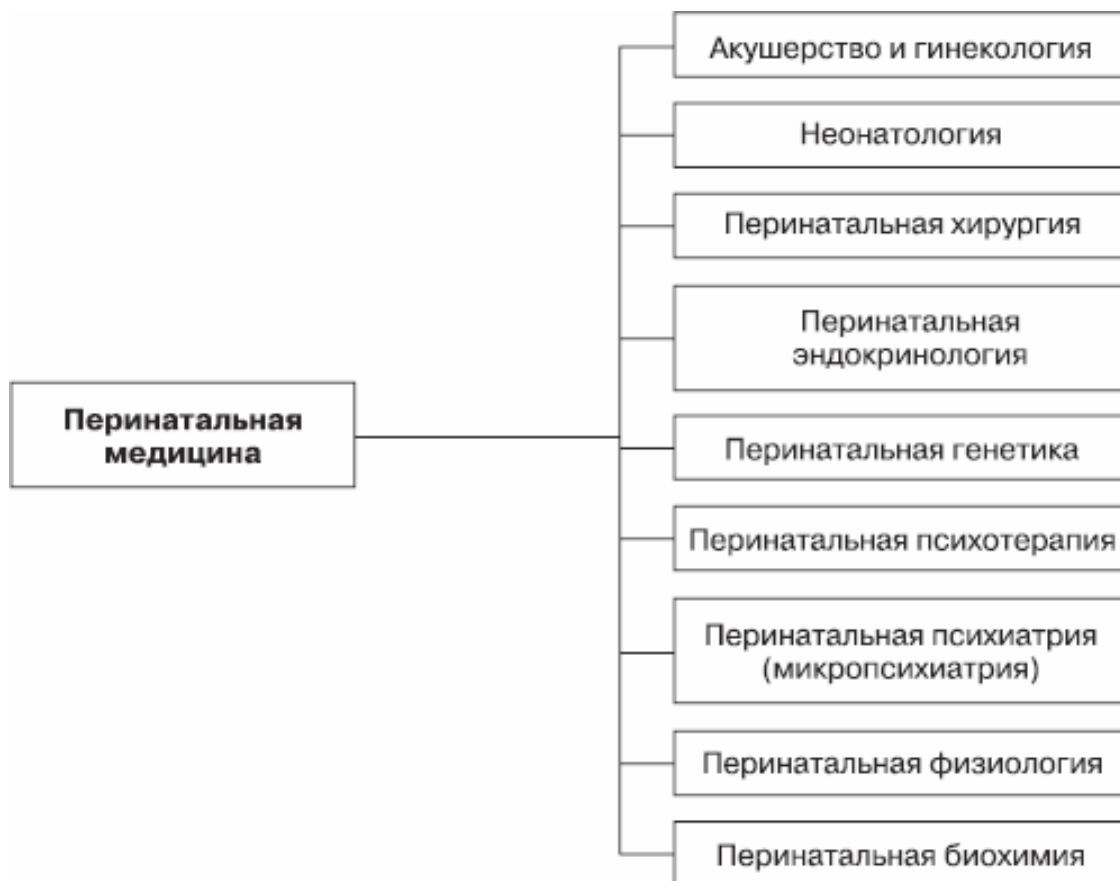 Акушерство и гинекология
Неонатология
Перинатальная хирургия
Перинатальная
эндокринология
Перинатальная
медицина
Перинатальная генетика
Перинатальная психотерапия
Перинатальная психиатрия
(микропсихиатрия)
Перинатальная физиология
Перинатальная биохимия